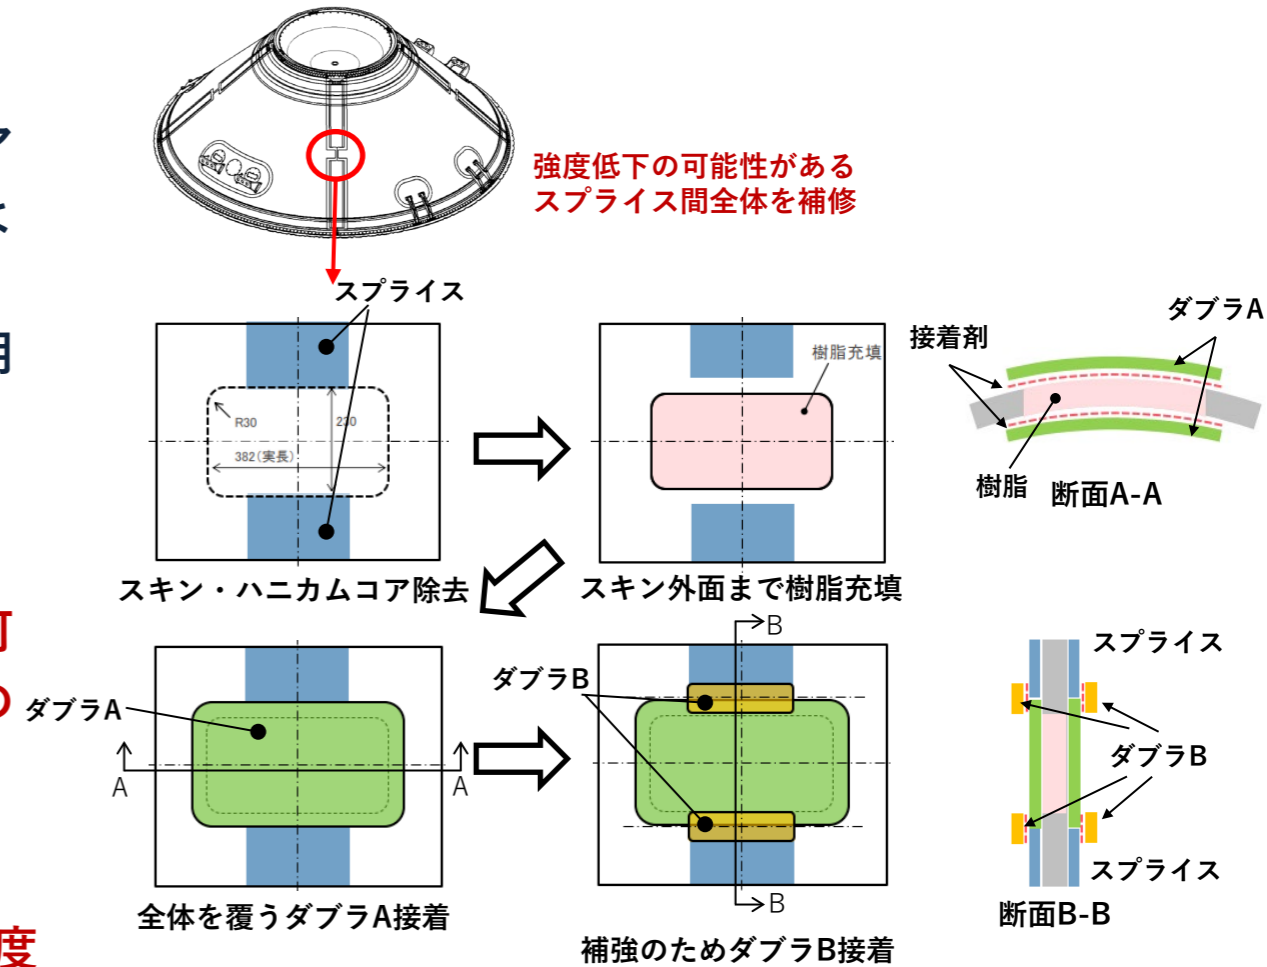 強度低下の可能性がある
スプライス間全体を補修
スプライス
R30
230
382(実長)
スキン・ハニカムコア除去
樹脂充填
スキン外面まで樹脂充填
ダブラA
接着剤
樹脂
断面A-A
ダブラA
A
A
全体を覆うダブラA接着
B
ダブラB
B
補強のためダブラB接着
スプライス
ダブラB
スプライス
断面B-B
可
度